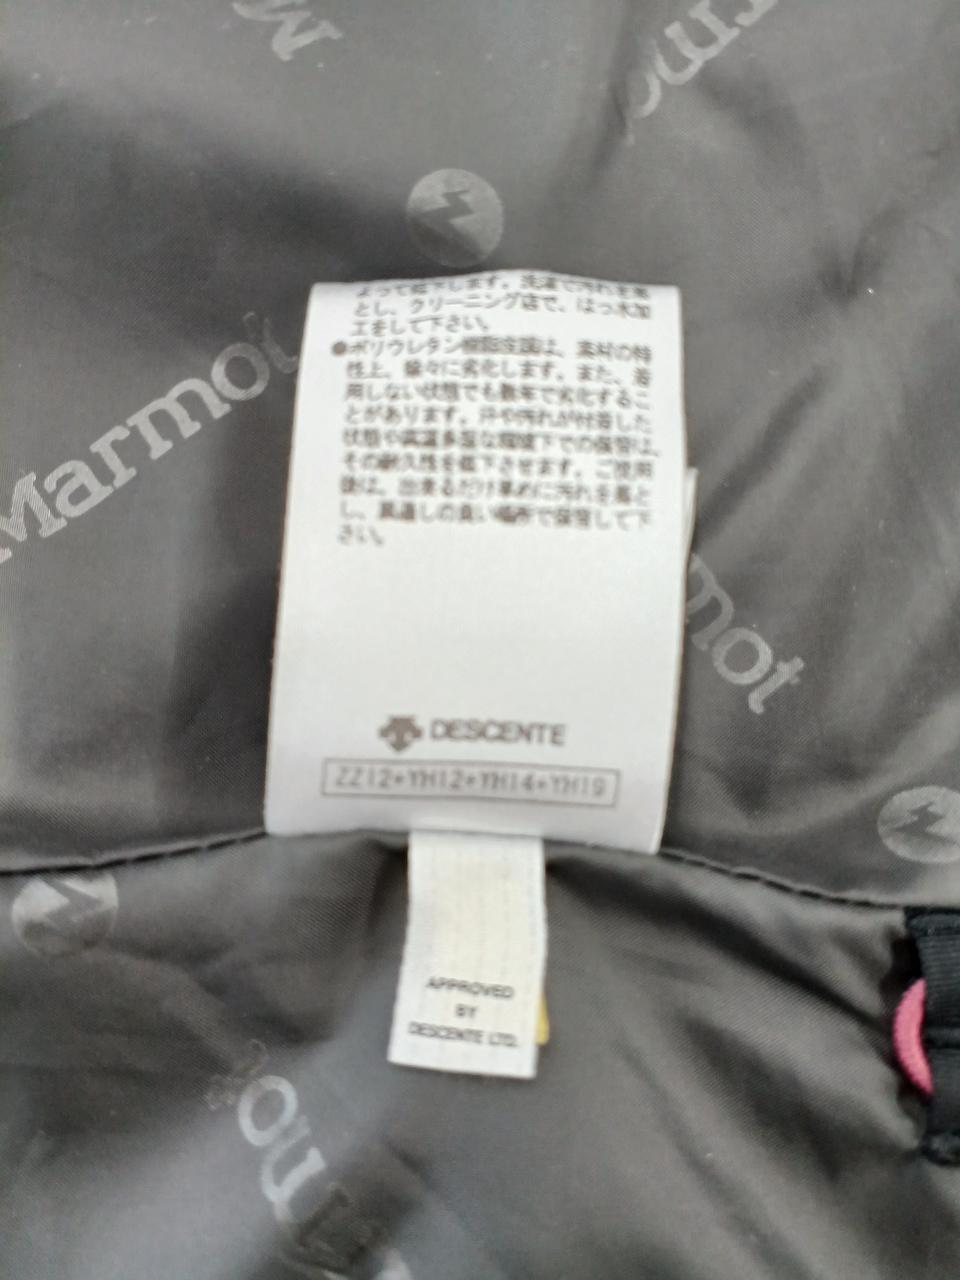 Marmot
よって低下します。洗濯で汚れを落
とし、クリーニング店で、はっ水加
工をして下さい。
●ポリウレタン樹脂皮膜は、素材の特
性上、徐々に劣化します。また、着
用しない状態でも数年で劣化するこ
とがあります。汗や汚れが付着した
状態や高温多湿な環境下での保管は、
その耐久性を低下させます。ご使用
後は、出来るだけ早めに汚れを落と
し、風通しの良い場所で保管して下
さい。
DESCENTE
ZZ12+YH12+YH14+YH19
APPROVED
BY
DESCENTE LTD.
mot